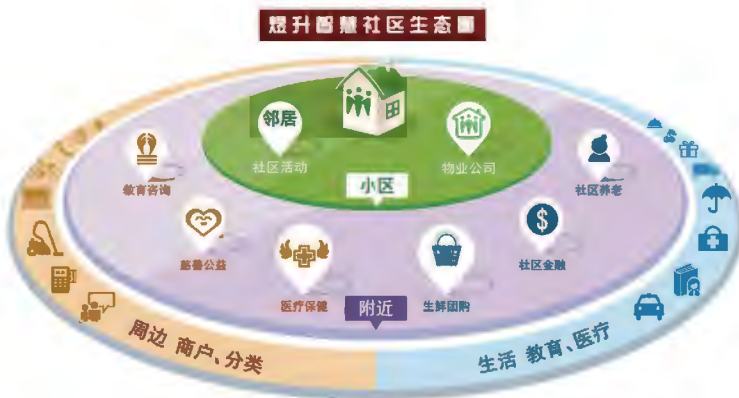 煜升智慧社区生态圈
邻居
社区活动
物业公司
小区
教育咨询
社区养老
慈善公益
社区金融
医疗保健
附近
生鲜团购
周边 商户、分类
生活 教育、医疗